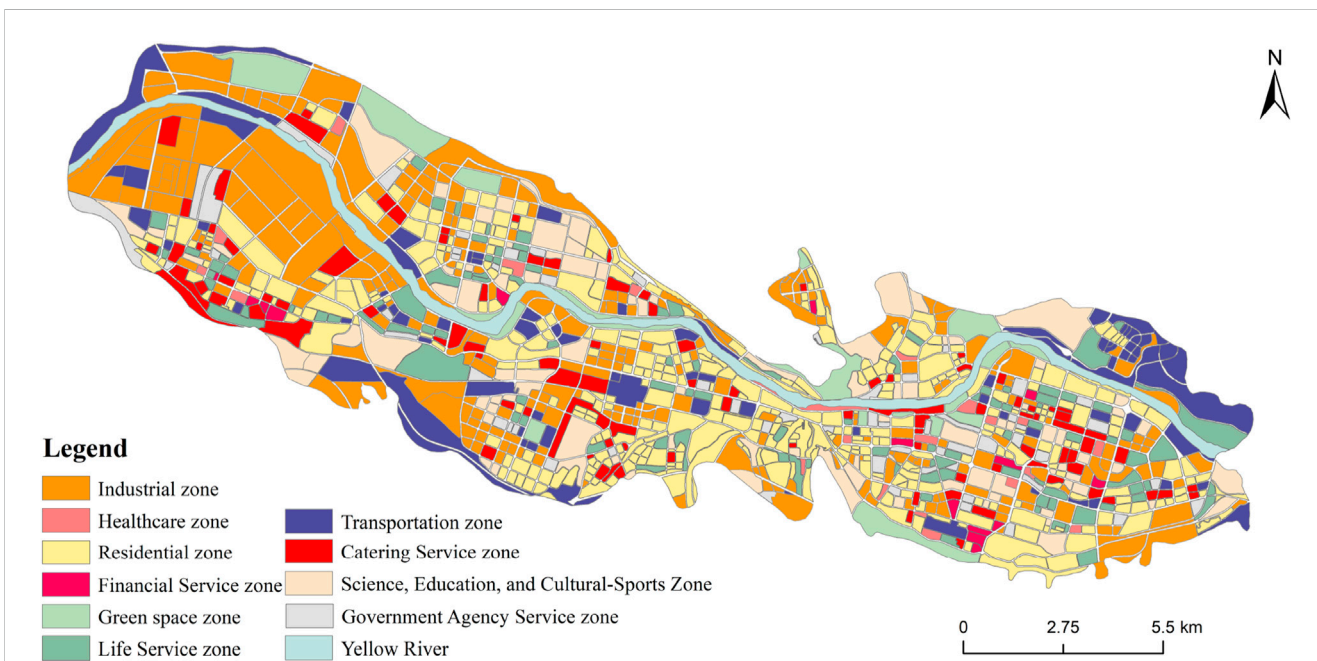 N
Legend
Industrial zone
Healthcare zone
Residential zone
Financial Service zone
Green space zone
Life Service zone
Transportation zone
Catering Service zone
Science, Education, and Cultural-Sports Zone
Government Agency Service zone
Yellow River
0 2.75 5.5 km